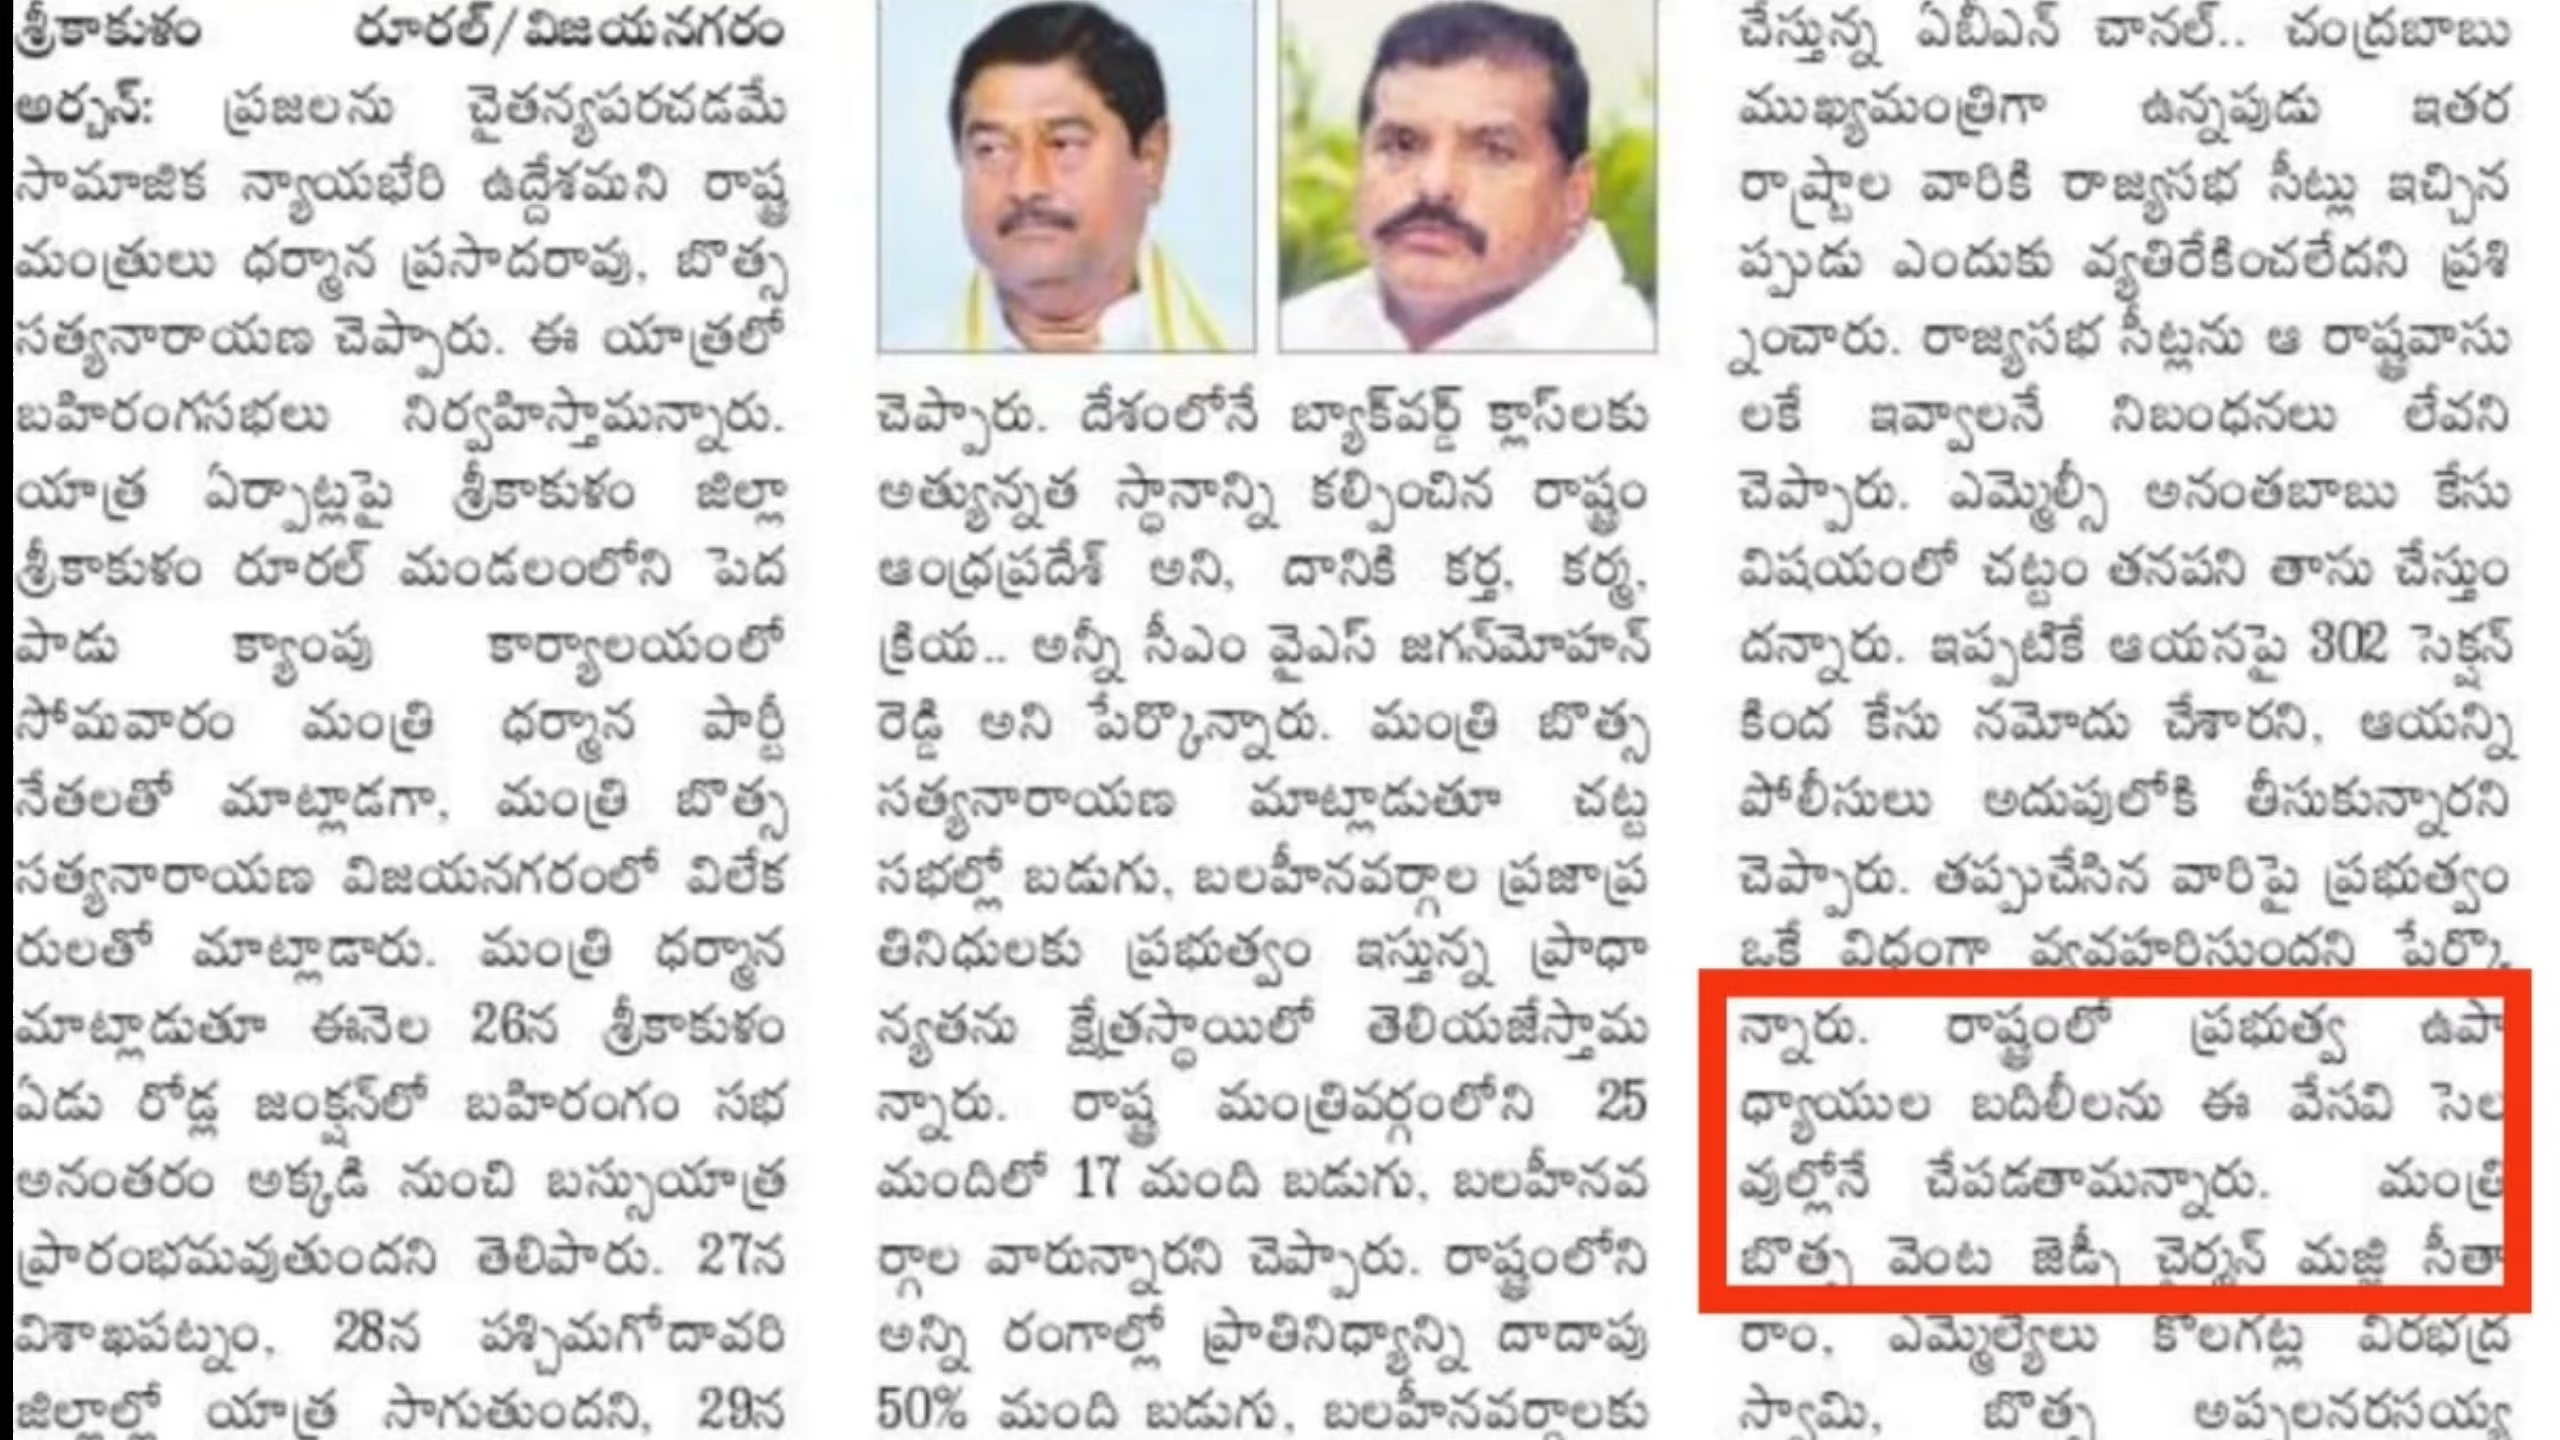 శ్రీకాకుళం రూరల్/విజయనగరం
అర్బన్: ప్రజలను చైతన్యపరచడమే
సామాజిక న్యాయభేరి ఉద్దేశమని రాష్ట్ర
మంత్రులు ధర్మాన ప్రసాదరావు, బొత్స
సత్యనారాయణ చెప్పారు. ఈ యాత్రలో
బహిరంగసభలు నిర్వహిస్తామన్నారు.
యాత్ర ఏర్పాట్లపై శ్రీకాకుళం జిల్లా
శ్రీకాకుళం రూరల్ మండలంలోని పెద
పాడు క్యాంపు కార్యాలయంలో
సోమవారం మంత్రి ధర్మాన పార్టీ
నేతలతో మాట్లాడగా, మంత్రి బొత్స
సత్యనారాయణ విజయనగరంలో విలేక
రులతో మాట్లాడారు. మంత్రి ధర్మాన
మాట్లాడుతూ ఈనెల 26న శ్రీకాకుళం
ఏడు రోడ్ల జంక్షన్‌లో బహిరంగం సభ
అనంతరం అక్కడి నుంచి బస్సుయాత్ర
ప్రారంభమవుతుందని తెలిపారు. 27న
విశాఖపట్నం, 28న పశ్చిమగోదావరి
జిల్లాల్లో యాత్ర సాగుతుందని, 29న
చెప్పారు. దేశంలోనే బ్యాక్‌వర్డ్ క్లాస్‌లకు
అత్యున్నత స్థానాన్ని కల్పించిన రాష్ట్రం
ఆంధ్రప్రదేశ్ అని, దానికి కర్త, కర్మ,
క్రియ.. అన్నీ సీఎం వైఎస్ జగన్‌మోహన్
రెడ్డి అని పేర్కొన్నారు. మంత్రి బొత్స
సత్యనారాయణ మాట్లాడుతూ చట్ట
సభల్లో బడుగు, బలహీనవర్గాల ప్రజాప్ర
తినిధులకు ప్రభుత్వం ఇస్తున్న ప్రాధా
న్యతను క్షేత్రస్థాయిలో తెలియజేస్తామ
న్నారు. రాష్ట్ర మంత్రివర్గంలోని 25
మందిలో 17 మంది బడుగు, బలహీనవ
ర్గాల వారున్నారని చెప్పారు. రాష్ట్రంలోని
అన్ని రంగాల్లో ప్రాతినిధ్యాన్ని దాదాపు
50% మంది బడుగు, బలహీనవర్గాలకు
చేస్తున్న ఏబీఎన్ చానల్.. చంద్రబాబు
ముఖ్యమంత్రిగా ఉన్నపుడు ఇతర
రాష్ట్రాల వారికి రాజ్యసభ సీట్లు ఇచ్చిన
ప్పుడు ఎందుకు వ్యతిరేకించలేదని ప్రశ్ని
ంచారు. రాజ్యసభ సీట్లను ఆ రాష్ట్రవాసు
లకే ఇవ్వాలనే నిబంధనలు లేవని
చెప్పారు. ఎమ్మెల్సీ అనంతబాబు కేసు
విషయంలో చట్టం తనపని తాను చేస్తుం
దన్నారు. ఇప్పటికే ఆయనపై 302 సెక్షన్
కింద కేసు నమోదు చేశారని, ఆయన్ని
పోలీసులు అదుపులోకి తీసుకున్నారని
చెప్పారు. తప్పుచేసిన వారిపై ప్రభుత్వం
ఒకే విధంగా వ్యవహరిస్తుందని పేర్కొ
న్నారు. రాష్ట్రంలో ప్రభుత్వ ఉపా
ధ్యాయుల బదిలీలను ఈ వేసవి సెల
వుల్లోనే చేపడతామన్నారు. మంత్రి
బొత్స వెంట జెడ్పీ చైర్మన్ మజ్జి సీతా
రాం, ఎమ్మెల్యేలు కోలగట్ల వీరభద్ర
స్వామి, బొత్స అప్పలనరసయ్య